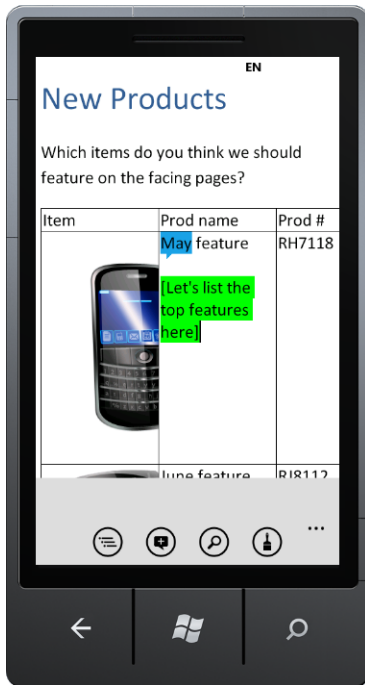 EN
New Products
Which items do you think we should
feature on the facing pages?
Item Prod name Prod #
May feature RH7118
[Let's list the
top features
here]
June feature RJ8112
...